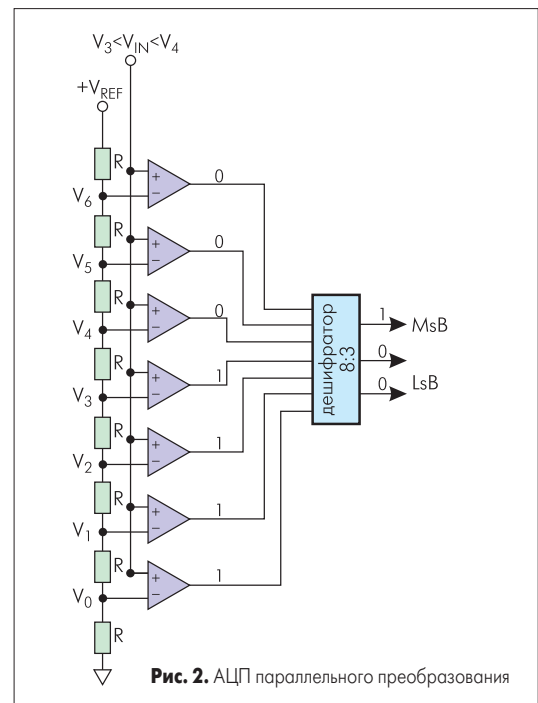 V3<VIN<V4
+VREF
R
+
−
0
V6
R
+
−
0
V5
R
+
−
0
V4
R
+
−
1
V3
R
+
−
1
V2
R
+
−
1
V1
R
+
−
1
V0
R
дешифратор
8:3
1 MsB
0
0 LsB
Рис. 2. АЦП параллельного преобразования